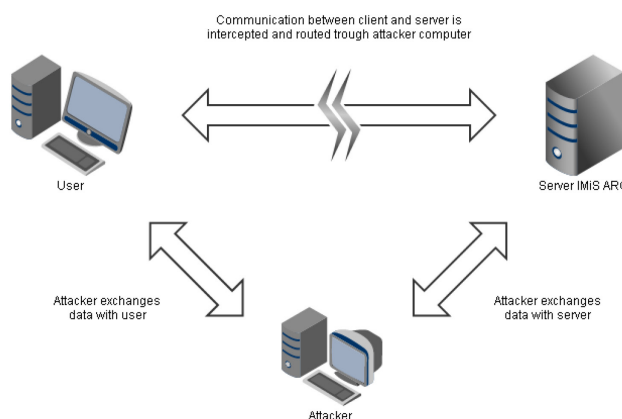 Communication between client and server is
intercepted and routed trough attacker computer
User
Server IMiS ARC
Attacker exchanges
data with user
Attacker exchanges
data with server
Attacker